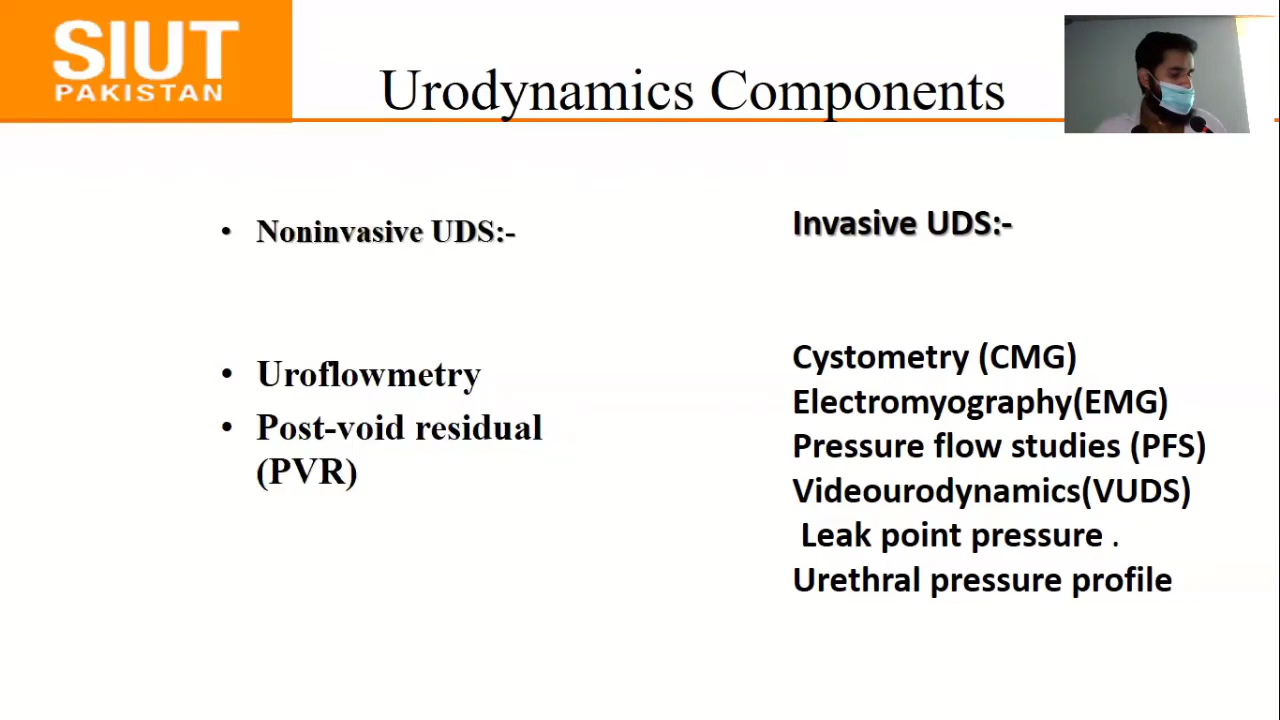 SIUT
PAKISTAN
Urodynamics Components
• Noninvasive UDS:-
• Uroflowmetry
• Post-void residual
(PVR)
Invasive UDS:-
Cystometry (CMG)
Electromyography(EMG)
Pressure flow studies (PFS)
Videourodynamics(VUDS)
Leak point pressure .
Urethral pressure profile